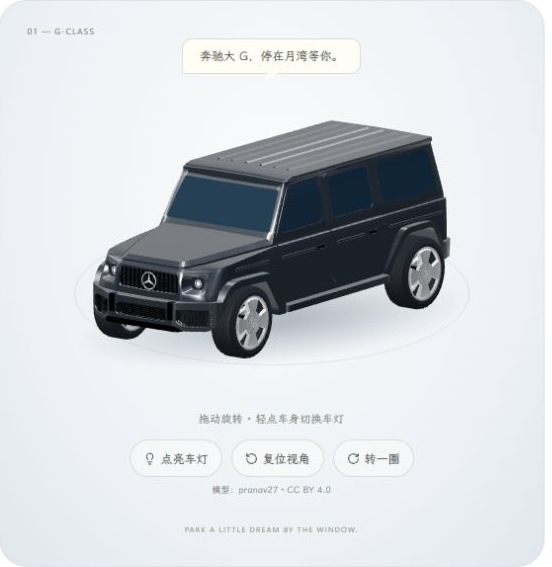 01 — G-CLASS
奔驰大 G，停在月湾等你。
拖动旋转 · 轻点车身切换车灯
点亮车灯 复位视角 转一圈
模型：pranav27 · CC BY 4.0
PARK A LITTLE DREAM BY THE WINDOW.